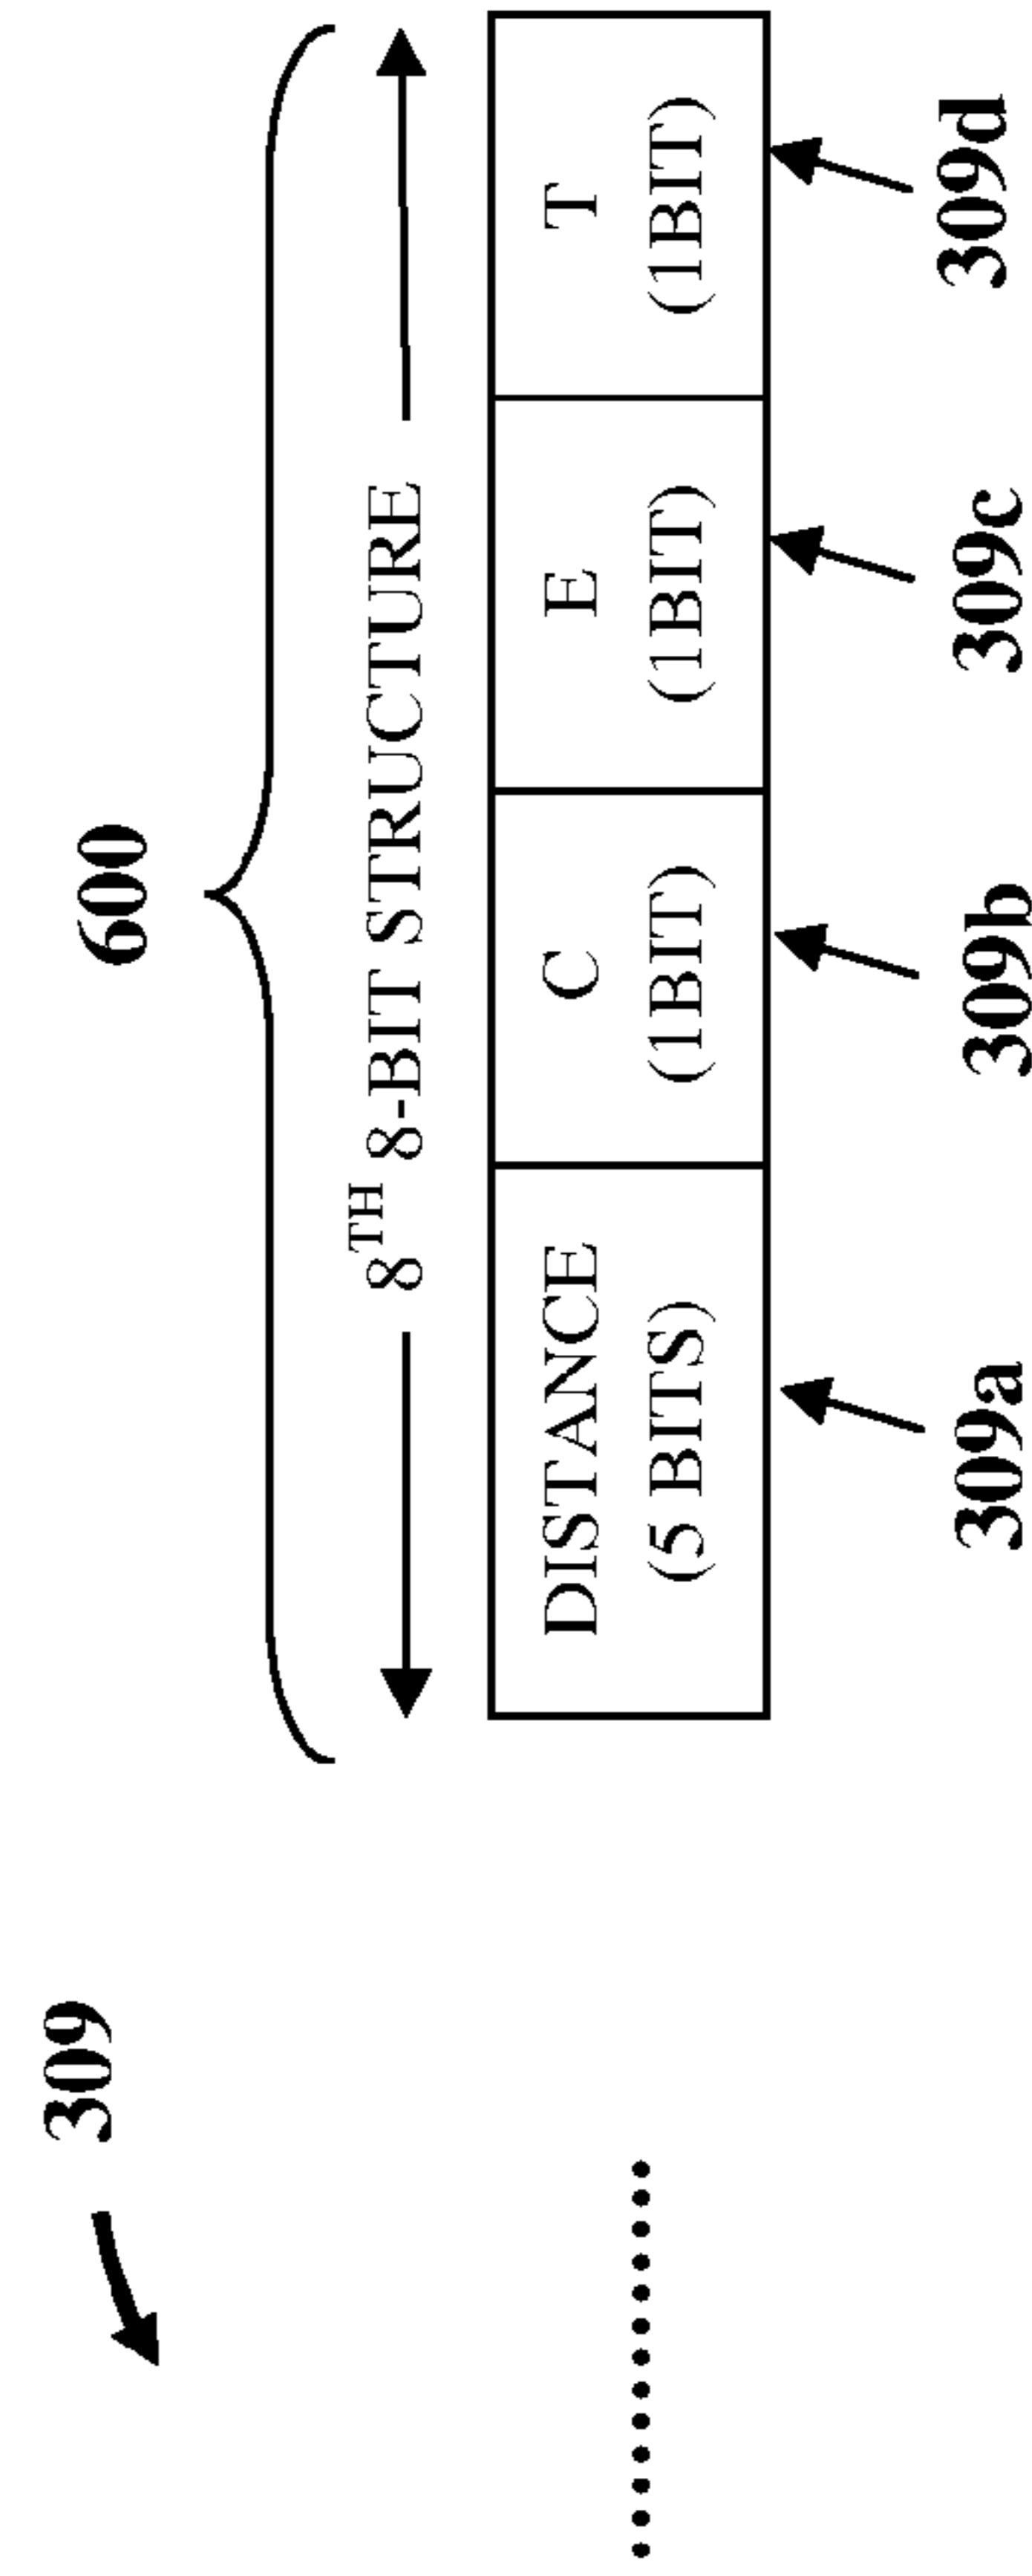 309
600
8TH 8-BIT STRUCTURE
DISTANCE
(5 BITS)
C
(1BIT)
E
(1BIT)
T
(1BIT)
309a
309b
309c
309d